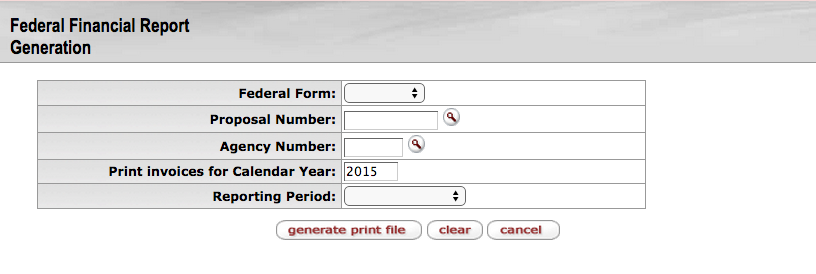 Federal Financial Report
Generation
Federal Form:
Proposal Number:
Agency Number:
Print invoices for Calendar Year: 2015
Reporting Period:
generate print file clear cancel